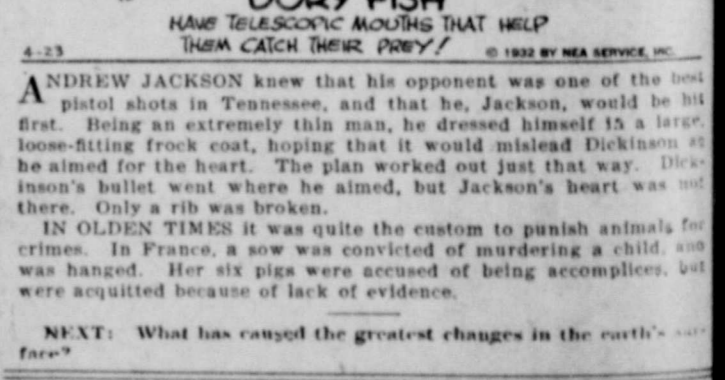 DORY FISH
HAVE TELESCOPIC MOUTHS THAT HELP
THEM CATCH THEIR PREY!
4-23 © 1932 BY NEA SERVICE, INC.
ANDREW JACKSON knew that his opponent was one of the best
pistol shots in Tennessee, and that he, Jackson, would be hit
first. Being an extremely thin man, he dressed himself in a large,
loose-fitting frock coat, hoping that it would mislead Dickinson as
he aimed for the heart. The plan worked out just that way. Dick-
inson's bullet went where he aimed, but Jackson's heart was not
there. Only a rib was broken.
IN OLDEN TIMES it was quite the custom to punish animals for
crimes. In France, a sow was convicted of murdering a child, and
was hanged. Her six pigs were accused of being accomplices, but
were acquitted because of lack of evidence.
NEXT: What has caused the greatest changes in the earth's sur-
face?